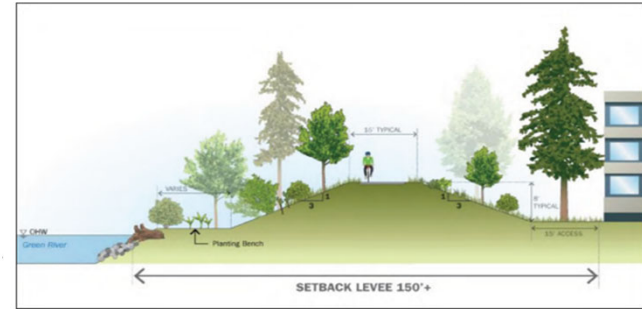 15' TYPICAL
VARIES
1
3
1
3
8'
TYPICAL
OHW
Green River
Planting Bench
15' ACCESS
SETBACK LEVEE 150'+